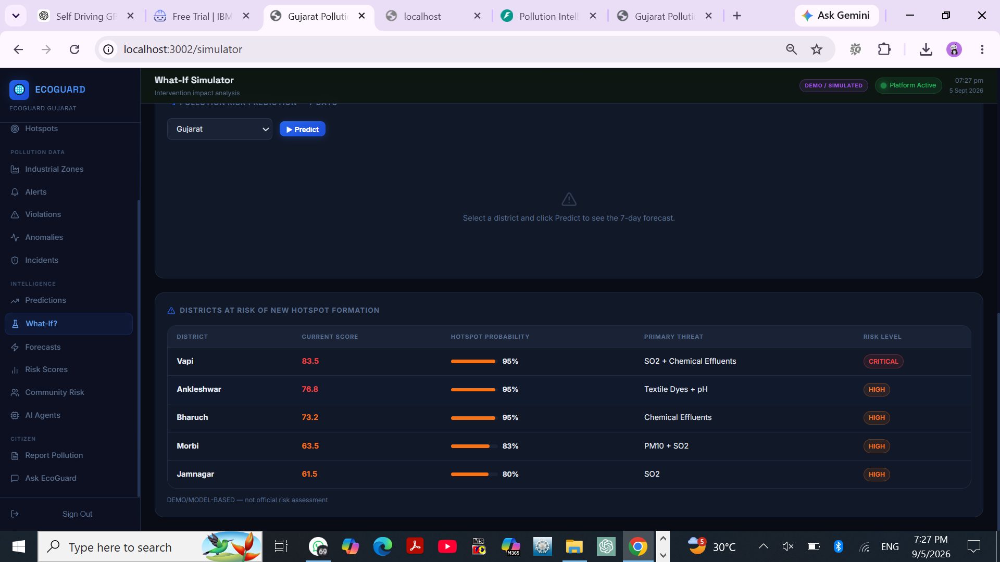 Self Driving GP
Free Trial | IBM
Gujarat Polluti
localhost
Pollution Intell
Gujarat Polluti
Ask Gemini
localhost:3002/simulator
ECOGUARD
ECOGUARD GUJARAT
Hotspots
POLLUTION DATA
Industrial Zones
Alerts
Violations
Anomalies
Incidents
INTELLIGENCE
Predictions
What-If?
Forecasts
Risk Scores
Community Risk
AI Agents
CITIZEN
Report Pollution
Ask EcoGuard
Sign Out
What-If Simulator
Intervention impact analysis
DEMO / SIMULATED
Platform Active
07:27 pm
5 Sept 2026
POLLUTION RISK PREDICTION — 7 DAYS
Gujarat
Predict
Select a district and click Predict to see the 7-day forecast.
DISTRICTS AT RISK OF NEW HOTSPOT FORMATION
DISTRICT CURRENT SCORE HOTSPOT PROBABILITY PRIMARY THREAT RISK LEVEL
Vapi 83.5 95% SO2 + Chemical Effluents CRITICAL
Ankleshwar 76.8 95% Textile Dyes + pH HIGH
Bharuch 73.2 95% Chemical Effluents HIGH
Morbi 63.5 83% PM10 + SO2 HIGH
Jamnagar 61.5 80% SO2 HIGH
DEMO/MODEL-BASED — not official risk assessment
Type here to search
69
MS
M365
5
30°C
ENG
7:27 PM
9/5/2026